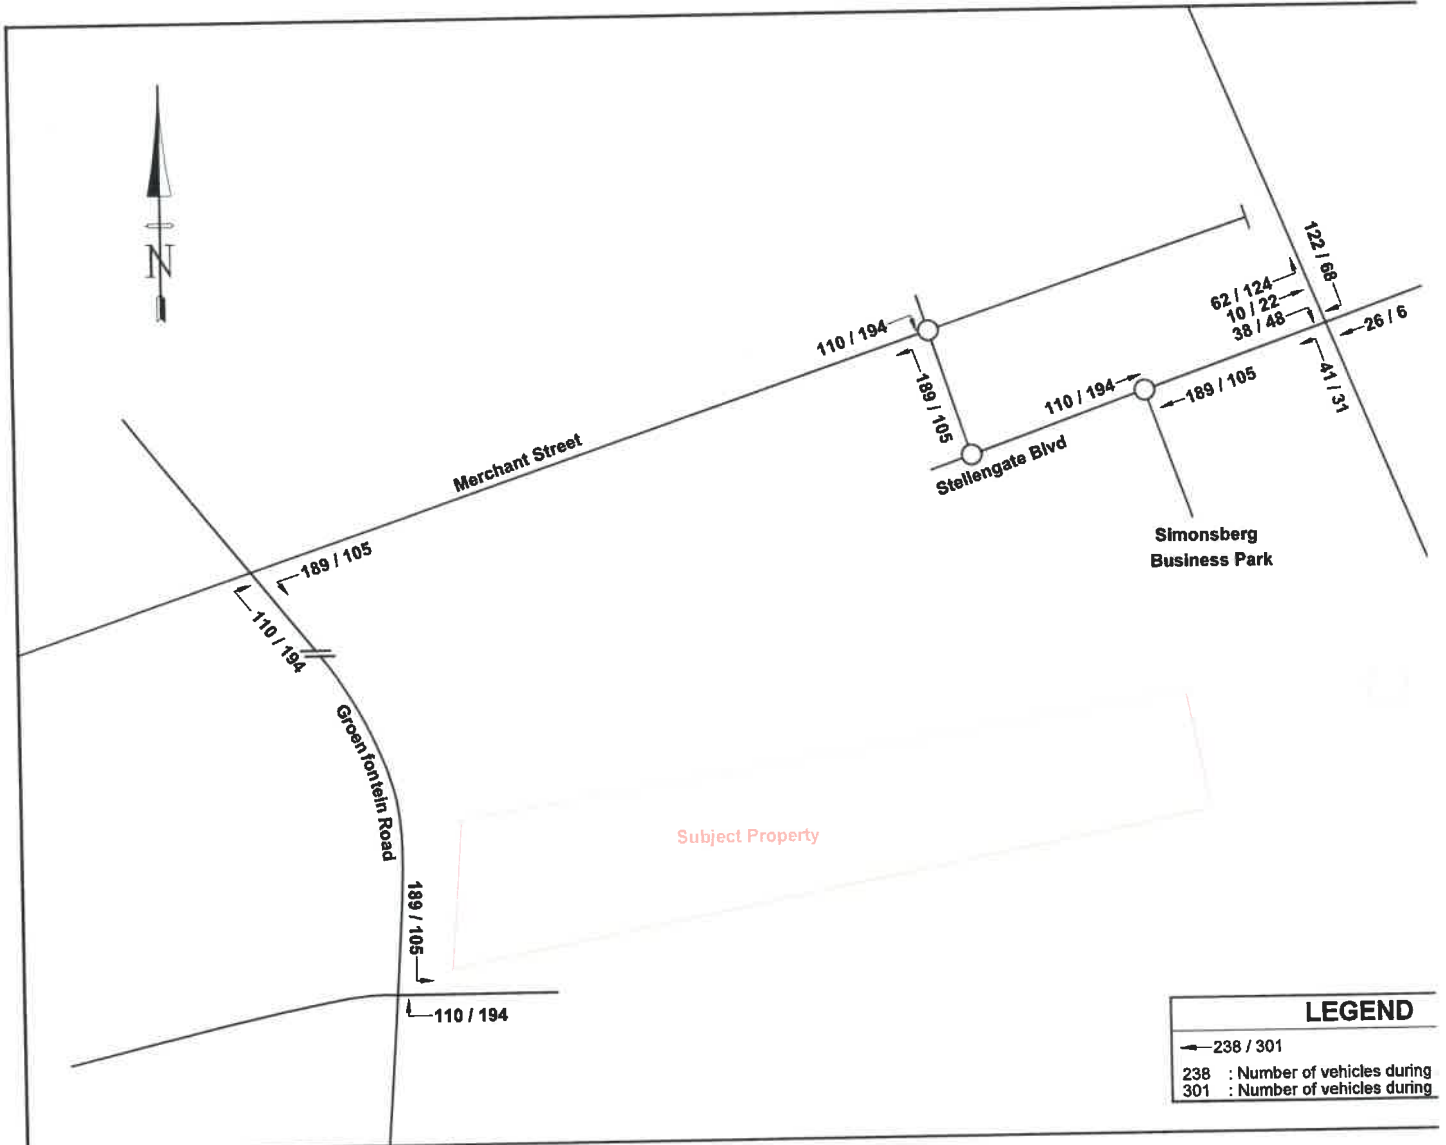 N
122 / 68
62 / 124
10 / 22
38 / 48
26 / 6
41 / 31
110 / 194
189 / 105
110 / 194
189 / 105
Merchant Street
Stellengate Blvd
Simonsberg
Business Park
189 / 105
110 / 194
Groenfontein Road
Subject Property
189 / 105
110 / 194
LEGEND
238 / 301
238 : Number of vehicles during
301 : Number of vehicles during